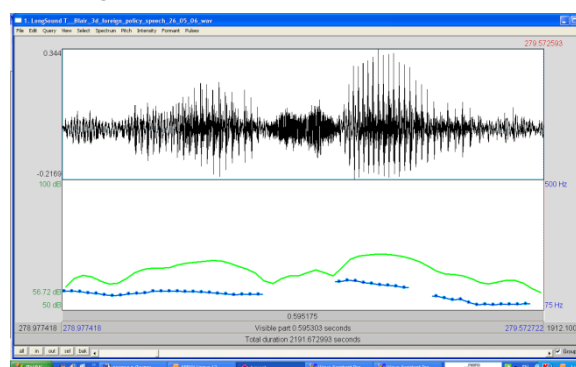 1. LongSound T__Blair_3d_foreign_policy_speech_26_05_06_wav
File Edit Query View Select Spectrum Pitch Intensity Formant Pulses
279.572593
0.344
-0.2169
100 dB
500 Hz
56.72 dB
50 dB
75 Hz
0.595175
278.977418 278.977418 Visible part 0.595303 seconds 279.572722 1912.100
Total duration 2191.672993 seconds
all in out sel bak Group